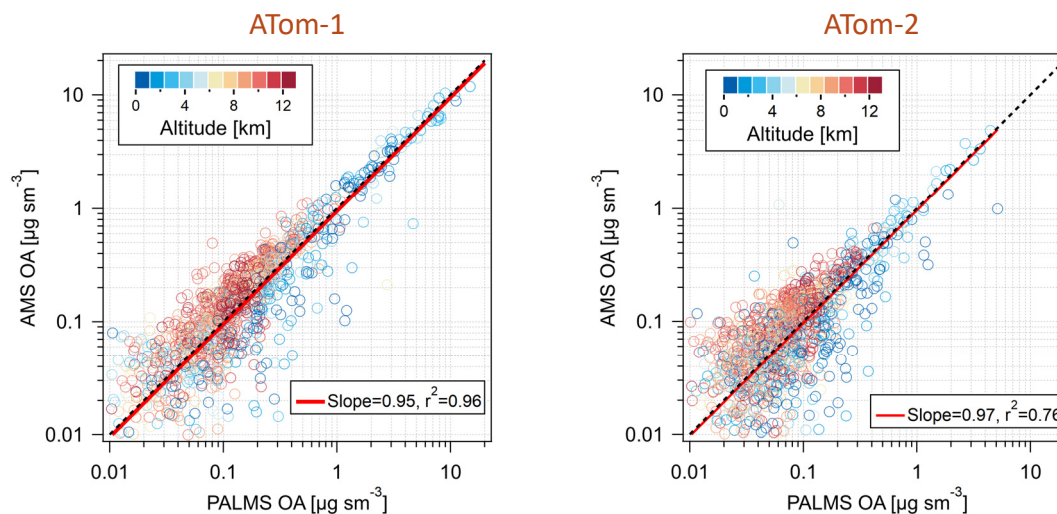 ATom-1
10
1
0.1
0.01
AMS OA [µg sm⁻³]
0 4 8 12
Altitude [km]
Slope=0.95, r²=0.96
0.01 0.1 1 10
PALMS OA [µg sm⁻³]
ATom-2
10
1
0.1
0.01
AMS OA [µg sm⁻³]
0 4 8 12
Altitude [km]
Slope=0.97, r²=0.76
0.01 0.1 1 10
PALMS OA [µg sm⁻³]